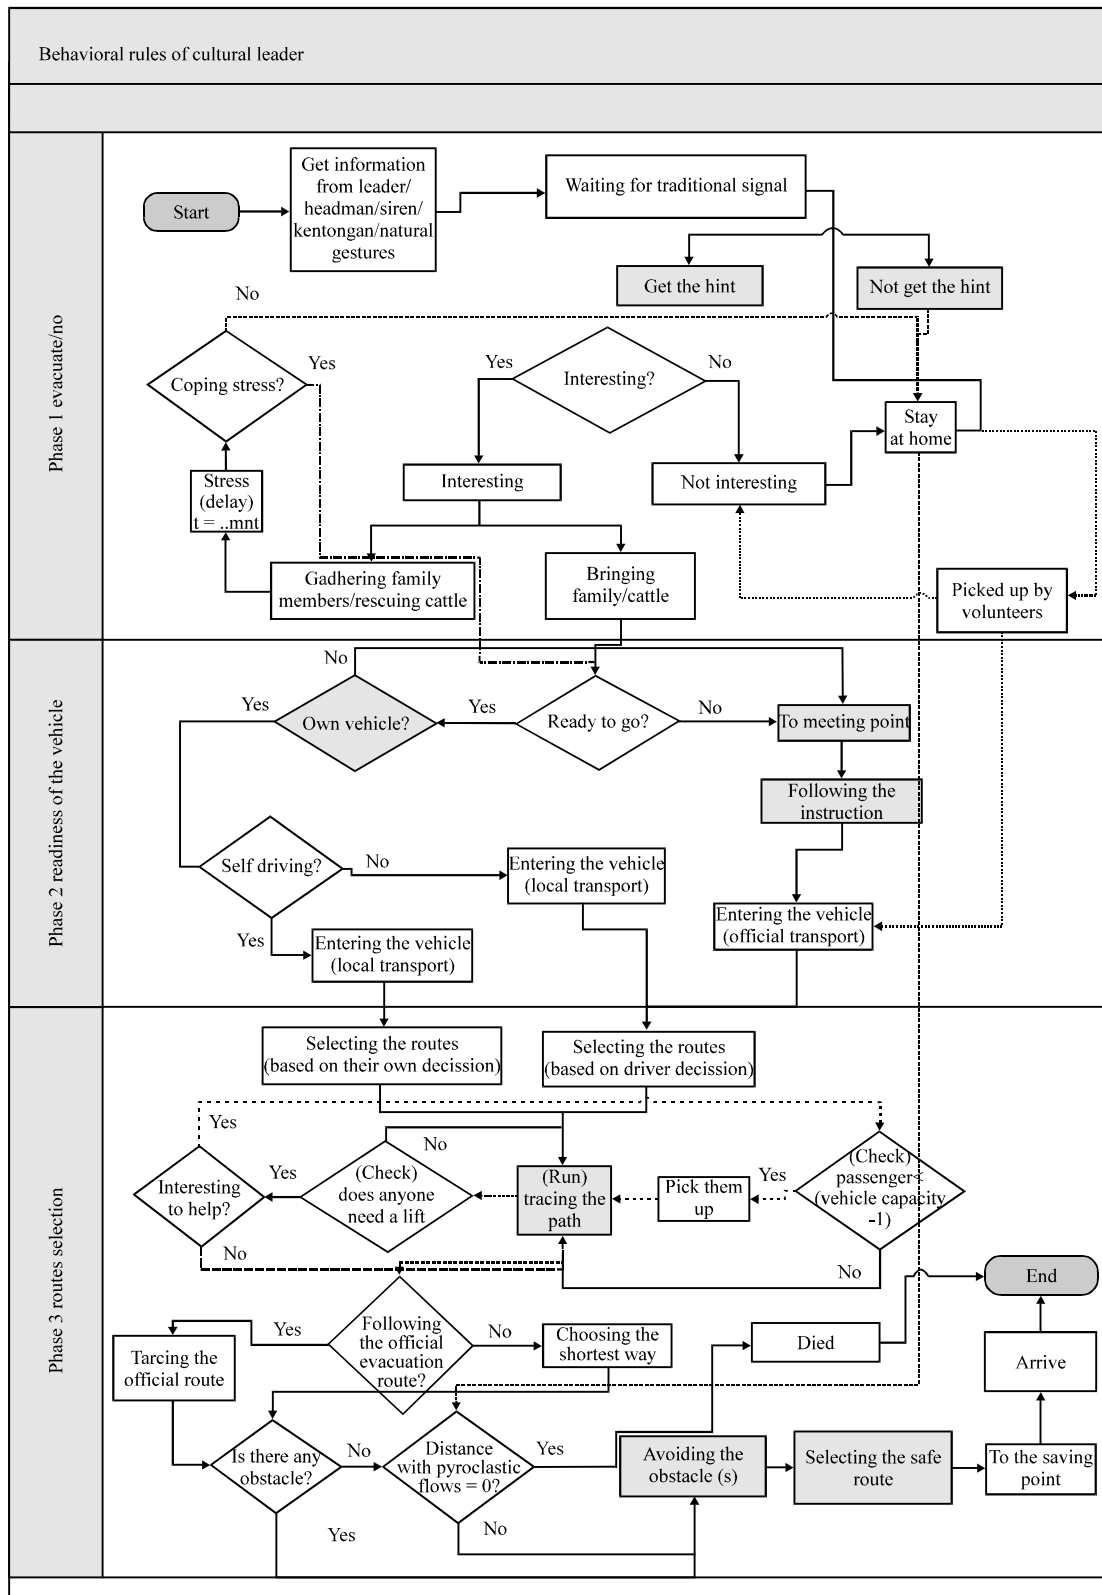 Behavioral rules of cultural leader
Phase 1 evacuate/no
Start
Get information
from leader/
headman/siren/
kentongan/natural
gestures
Waiting for traditional signal
Get the hint
Not get the hint
No
Coping stress?
Yes
Yes
Interesting?
No
Stay
at home
Stress
(delay)
t = ..mnt
Interesting
Not interesting
Gadhering family
members/rescuing cattle
Bringing
family/cattle
Picked up by
volunteers
Phase 2 readiness of the vehicle
No
Yes
Own vehicle?
Yes
Ready to go?
No
To meeting point
Following the
instruction
Self driving?
No
Entering the vehicle
(local transport)
Entering the vehicle
(official transport)
Yes
Entering the vehicle
(local transport)
Phase 3 routes selection
Selecting the routes
(based on their own decission)
Selecting the routes
(based on driver decission)
Yes
No
Interesting
to help?
Yes
(Check)
does anyone
need a lift
(Run)
tracing the
path
Pick them
up
Yes
(Check)
passenger<
(vehicle capacity
-1)
No
No
End
Yes
Following
the official
evacuation
route?
No
Choosing the
shortest way
Died
Arrive
Tarcing the
official route
Is there any
obstacle?
No
Distance
with pyroclastic
flows = 0?
Yes
Avoiding the
obstacle (s)
Selecting the safe
route
To the saving
point
Yes
No